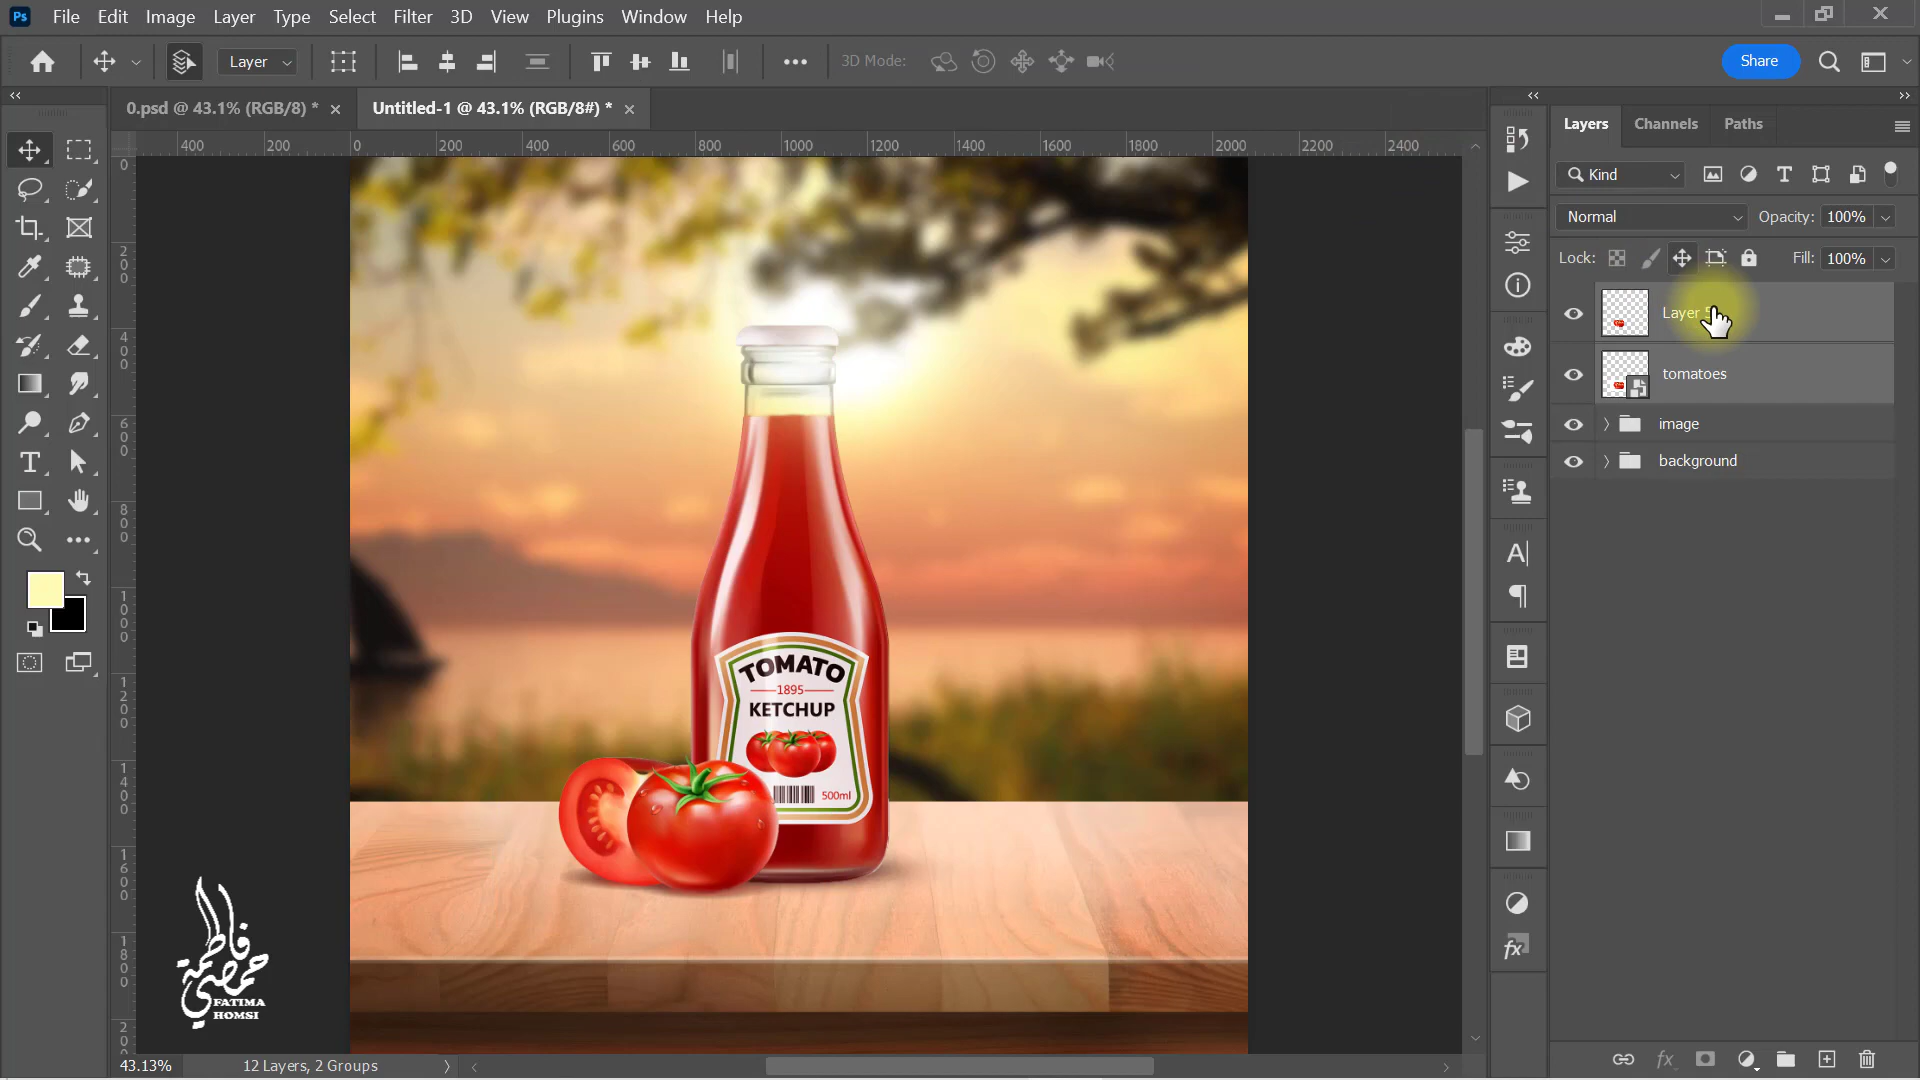 Ps File Edit Image Layer Type Select Filter 3D View Plugins Window Help
Layer 3D Mode: Share
0.psd @ 43.1% (RGB/8) * Untitled-1 @ 43.1% (RGB/8#) *
400 200 0 200 400 600 800 1000 1200 1400 1600 1800 2000 2200 2400
0
200
400
600
800
1000
1200
1400
1600
1800
Layers Channels Paths
Kind
Normal Opacity: 100%
Lock: Fill: 100%
Layer 5
tomatoes
image
background
TOMATO
1895
KETCHUP
500ml
فاطمة
حمصي
FATIMA
HOMSI
43.13% 12 Layers, 2 Groups